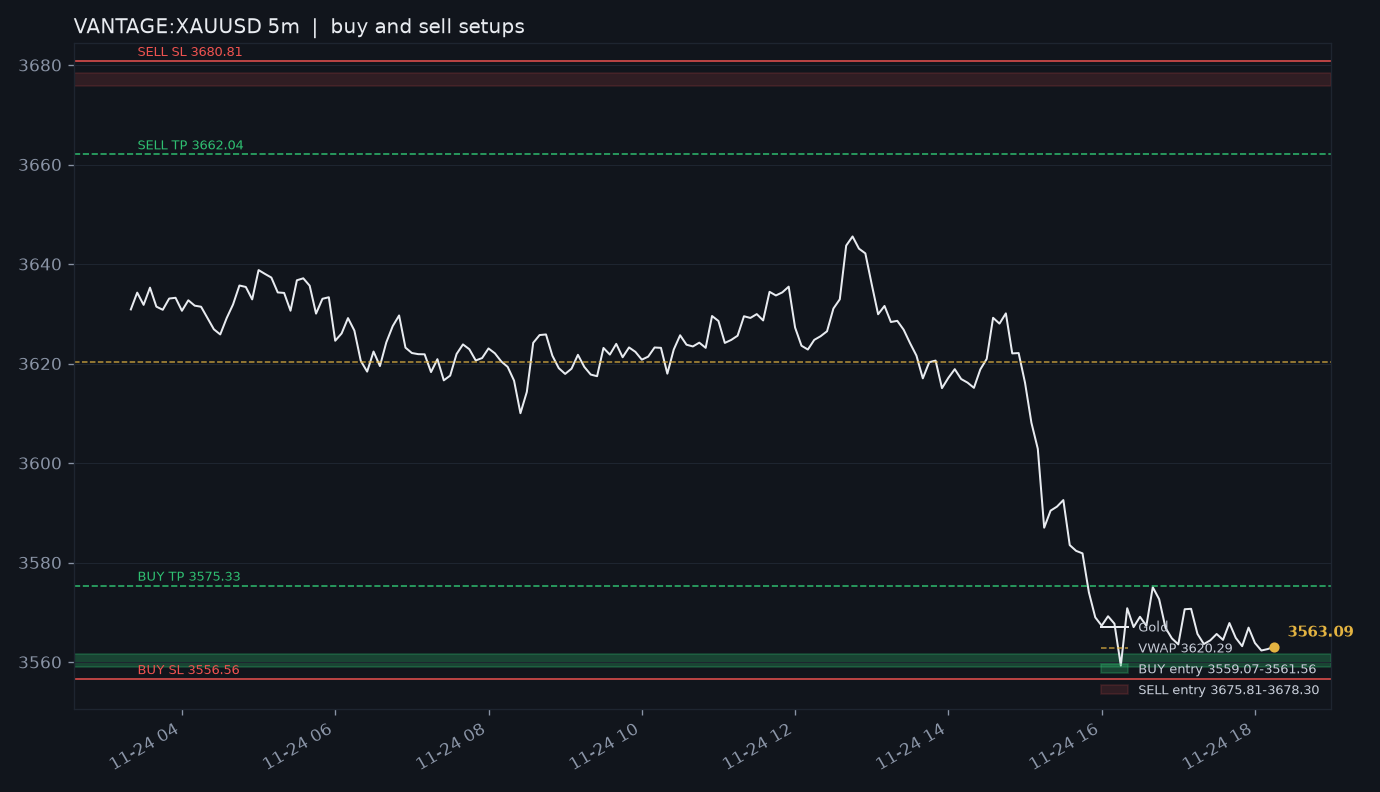 VANTAGE:XAUUSD 5m | buy and sell setups
SELL SL 3680.81
3680
SELL TP 3662.04
3660
3640
3620
3600
3580
BUY TP 3575.33
Gold
3563.09
VWAP 3620.29
3560
BUY SL 3556.56
BUY entry 3559.07-3561.56
SELL entry 3675.81-3678.30
11-24 04
11-24 06
11-24 08
11-24 10
11-24 12
11-24 14
11-24 16
11-24 18